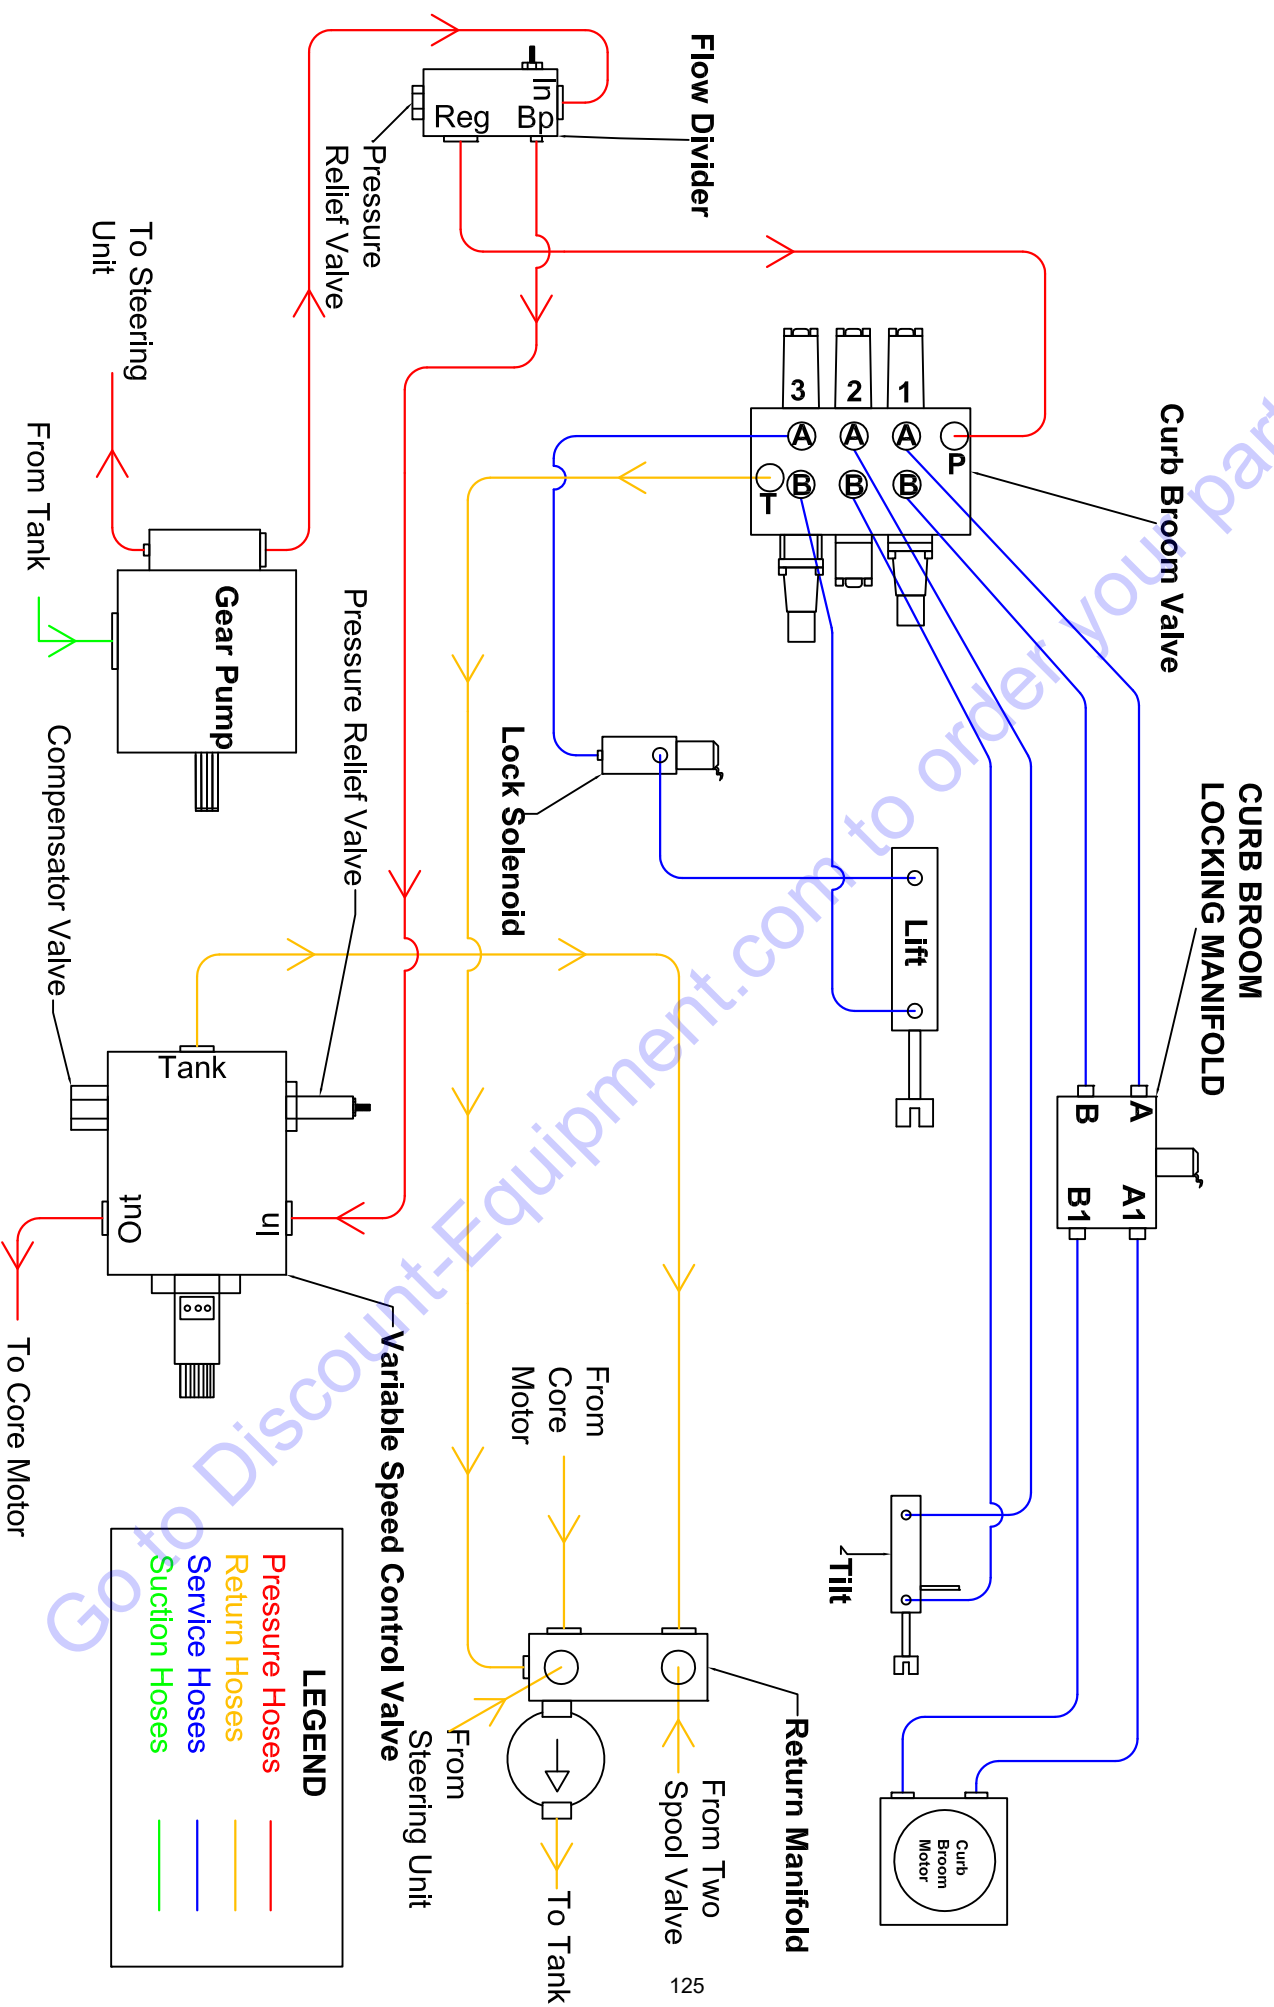 Flow Divider
In
Reg
Bp
Pressure
Relief Valve
To Steering
Unit
From Tank
Gear Pump
Pressure Relief Valve
Compensator Valve
Curb Broom Valve
3
2
1
A
A
A
P
B
B
B
T
Lock Solenoid
Lift
CURB BROOM
LOCKING MANIFOLD
A
B
A1
B1
Tank
In
Out
Variable Speed Control Valve
To Core Motor
From
Core
Motor
Tilt
Return Manifold
From Two
Spool Valve
From
Steering Unit
To Tank
Curb
Broom
Motor
LEGEND
Pressure Hoses
Return Hoses
Service Hoses
Suction Hoses
125
Go to Discount-Equipment.com to order your part